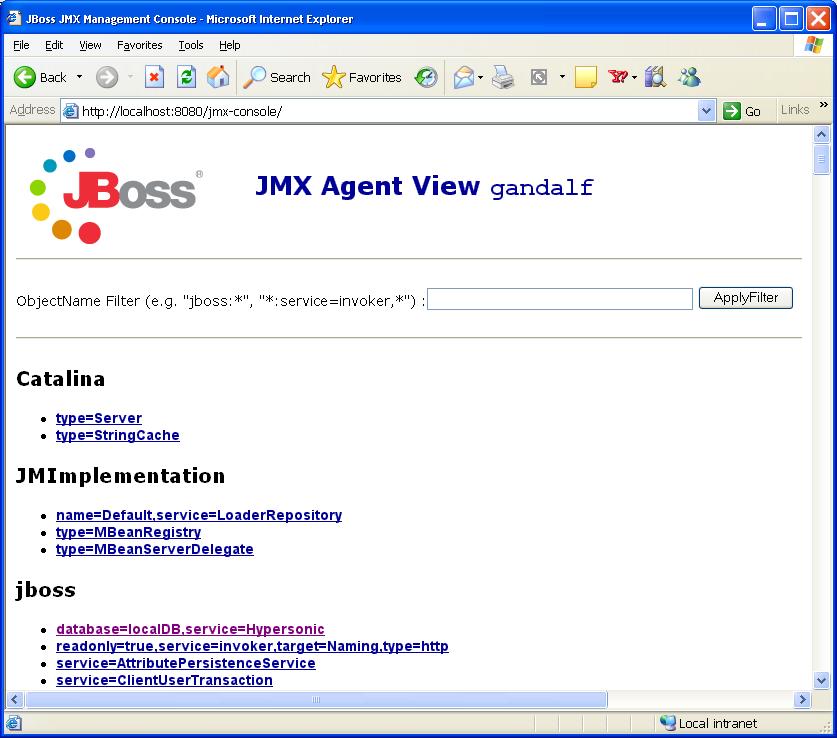 JBoss JMX Management Console - Microsoft Internet Explorer
File Edit View Favorites Tools Help
Back Search Favorites
Address http://localhost:8080/jmx-console/ Go Links »
JBoss® JMX Agent View gandalf
ObjectName Filter (e.g. "jboss:*", "*:service=invoker,*") : ApplyFilter
Catalina
• type=Server
• type=StringCache
JMImplementation
• name=Default,service=LoaderRepository
• type=MBeanRegistry
• type=MBeanServerDelegate
jboss
• database=localDB,service=Hypersonic
• readonly=true,service=invoker,target=Naming,type=http
• service=AttributePersistenceService
• service=ClientUserTransaction
Local intranet